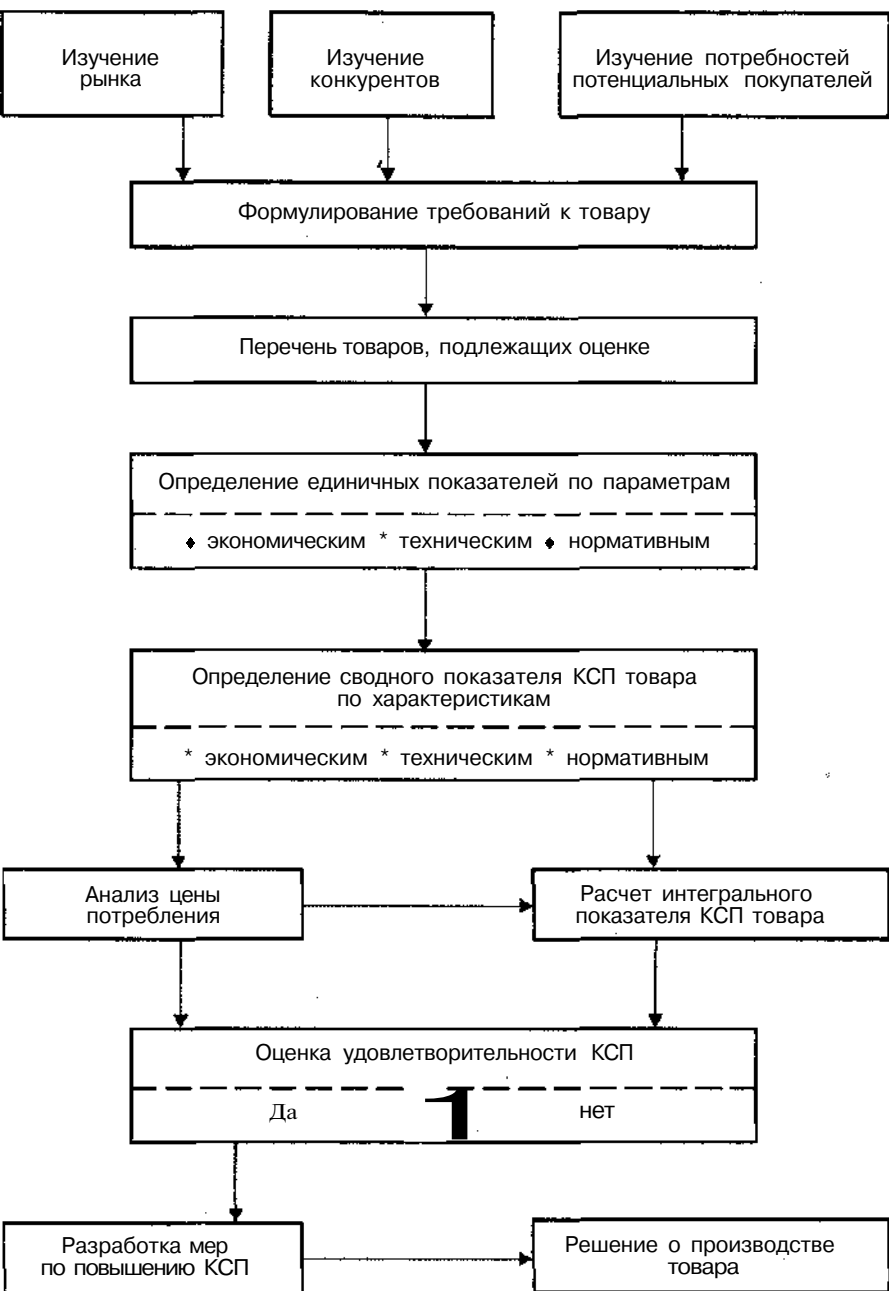 Изучение
рынка
Изучение
конкурентов
Изучение потребностей
потенциальных покупателей
Формулирование требований к товару
Перечень товаров, подлежащих оценке
Определение единичных показателей по параметрам
♦ экономическим * техническим ♦ нормативным
Определение сводного показателя КСП товара
по характеристикам
* экономическим * техническим * нормативным
Анализ цены
потребления
Расчет интегрального
показателя КСП товара
Оценка удовлетворительности КСП
Да 1 нет
Разработка мер
по повышению КСП
Решение о производстве
товара